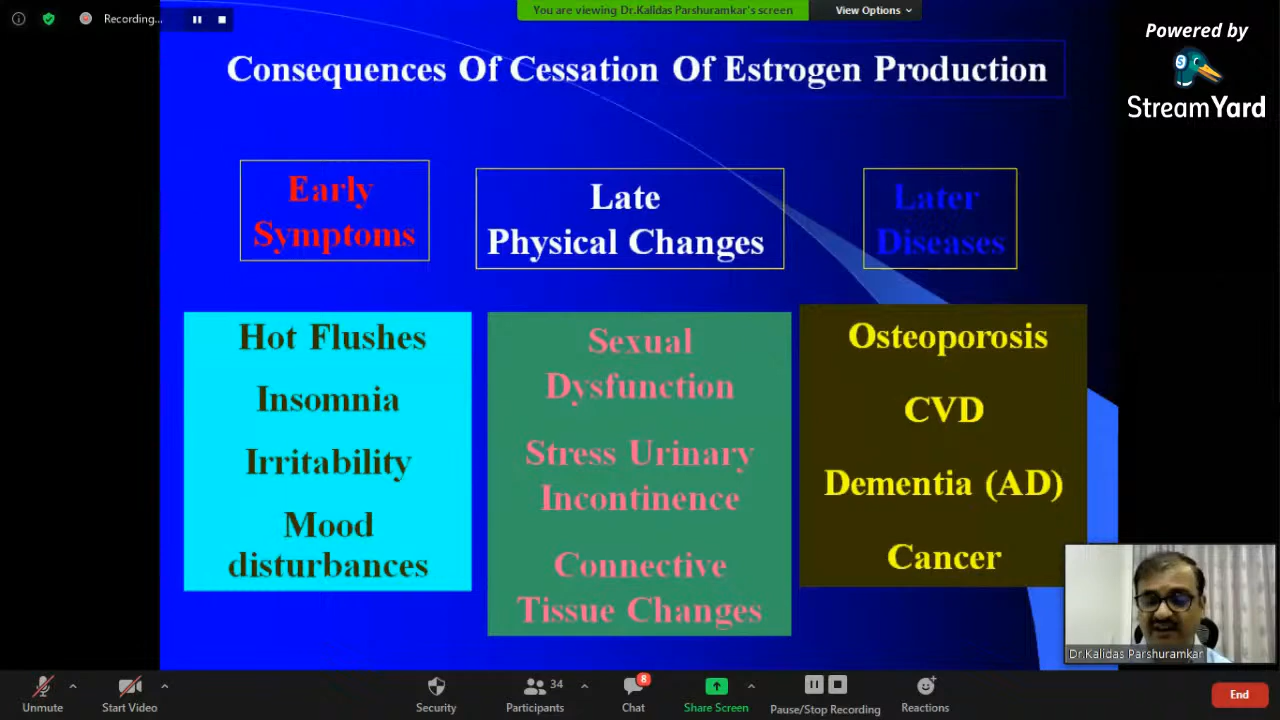 Recording...
You are viewing Dr.Kalidas Parshuramkar's screen
View Options
Powered by
StreamYard
Consequences Of Cessation Of Estrogen Production
Early
Symptoms
Late
Physical Changes
Later
Diseases
Hot Flushes
Insomnia
Irritability
Mood
disturbances
Sexual
Dysfunction
Stress Urinary
Incontinence
Connective
Tissue Changes
Osteoporosis
CVD
Dementia (AD)
Cancer
Dr.Kalidas Parshuramkar
Unmute
Start Video
Security
34
Participants
8
Chat
Share Screen
Pause/Stop Recording
Reactions
End